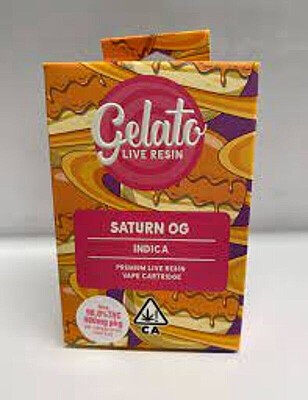 Gelato
LIVE RESIN
SATURN OG
INDICA
PREMIUM LIVE RESIN
VAPE CARTRIDGE
CA